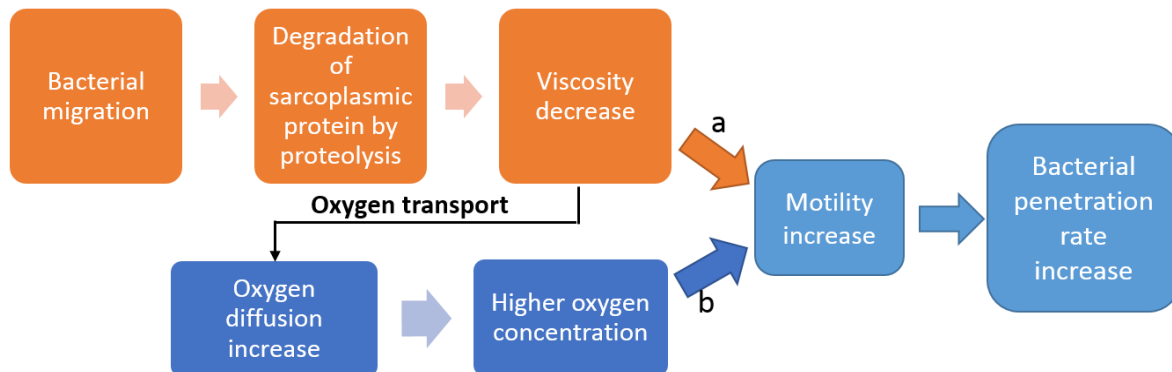 Bacterial
migration
Degradation
of
sarcoplasmic
protein by
proteolysis
Viscosity
decrease
a
Oxygen transport
Motility
increase
Bacterial
penetration
rate
increase
Oxygen
diffusion
increase
Higher oxygen
concentration
b